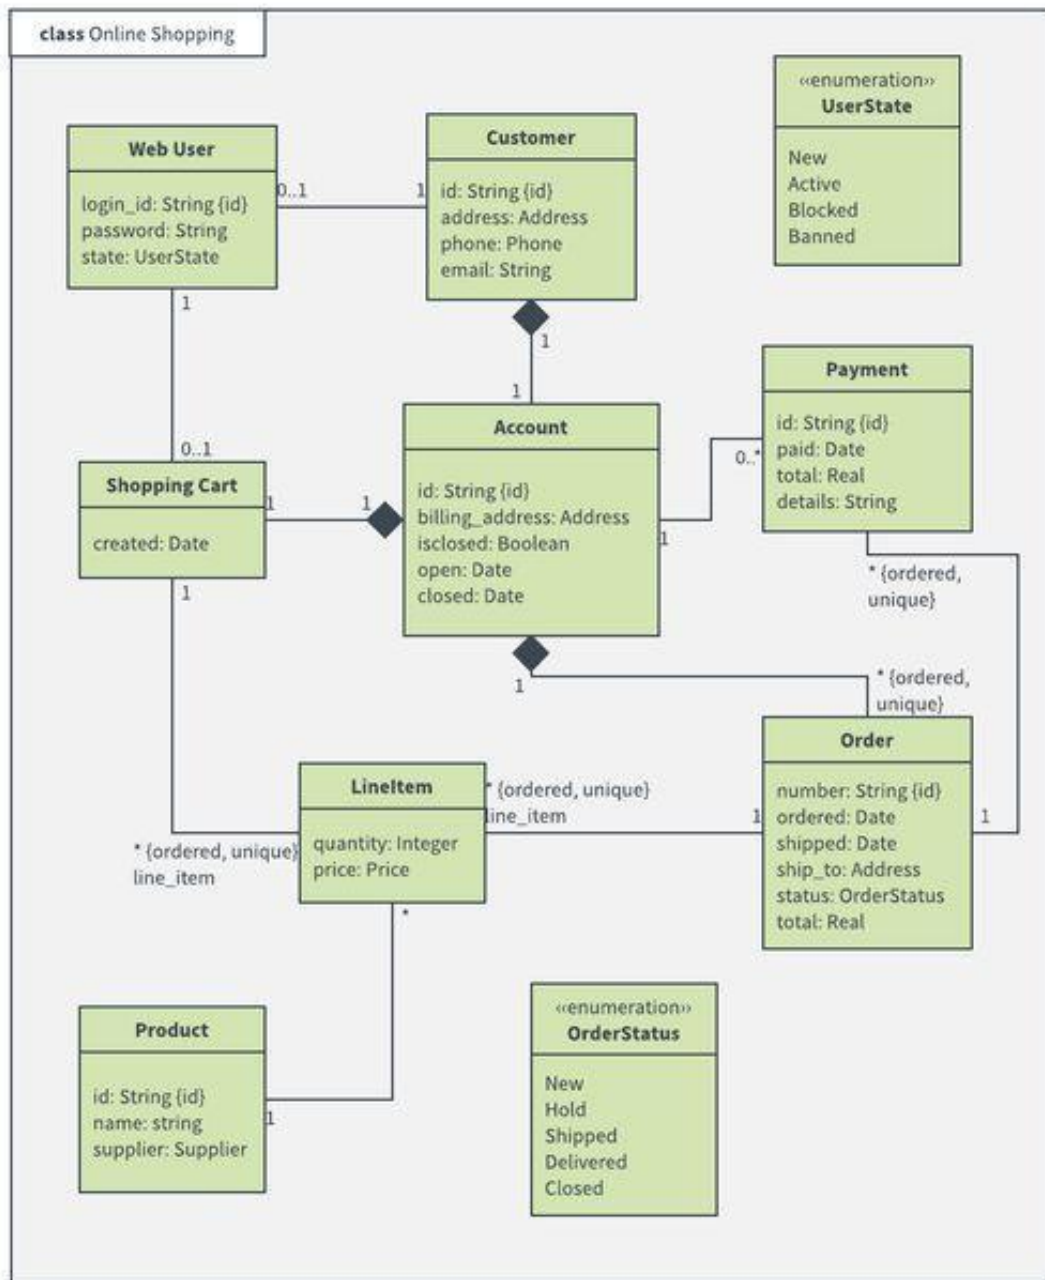 class Online Shopping
Web User
login_id: String {id}
password: String
state: UserState
0..1
1
Customer
id: String {id}
address: Address
phone: Phone
email: String
«enumeration»
UserState
New
Active
Blocked
Banned
1
0..1
1
1
Shopping Cart
created: Date
1
1
Account
id: String {id}
billing_address: Address
isclosed: Boolean
open: Date
closed: Date
1
0..*
Payment
id: String {id}
paid: Date
total: Real
details: String
* {ordered,
unique}
1
1
* {ordered,
unique}
1
* {ordered, unique}
line_item
LineItem
quantity: Integer
price: Price
* {ordered, unique}
line_item
1
Order
number: String {id}
ordered: Date
shipped: Date
ship_to: Address
status: OrderStatus
total: Real
1
*
Product
id: String {id}
name: string
supplier: Supplier
1
«enumeration»
OrderStatus
New
Hold
Shipped
Delivered
Closed